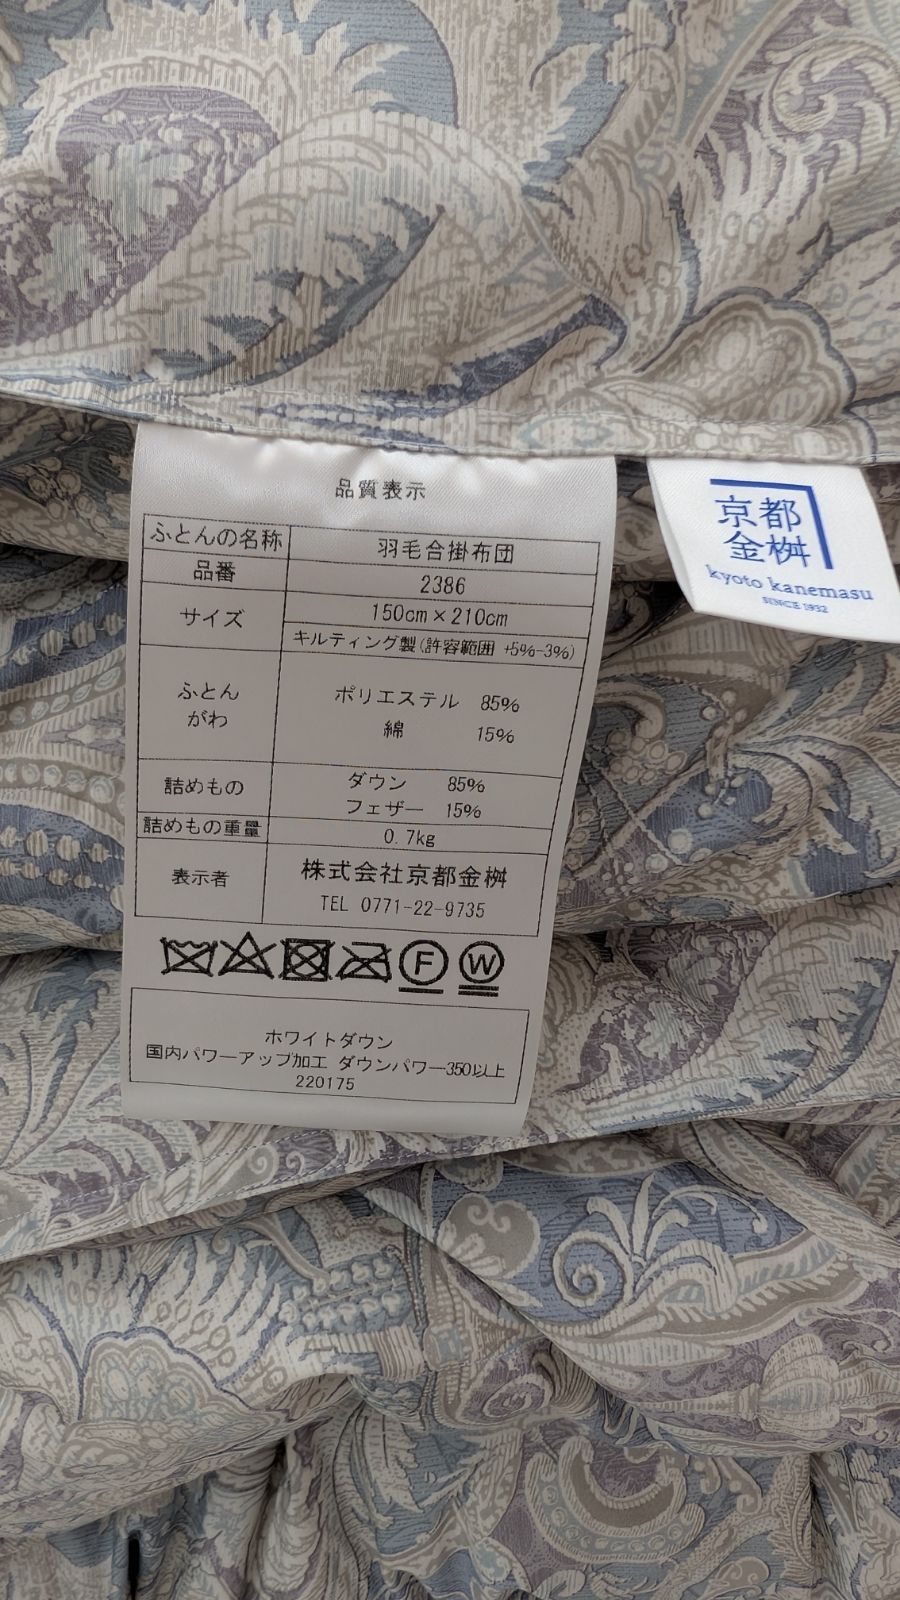 品質表示
ふとんの名称 羽毛合掛布団
品番 2386
サイズ 150cm×210cm
キルティング製(許容範囲 +5%-3%)
ふとん
がわ
ポリエステル 85%
綿 15%
詰めもの
ダウン 85%
フェザー 15%
詰めもの重量 0.7kg
表示者
株式会社京都金桝
TEL 0771-22-9735
F W
ホワイトダウン
国内パワーアップ加工 ダウンパワー350以上
220175
京都
金桝
kyoto kanemasu
SINCE 1932